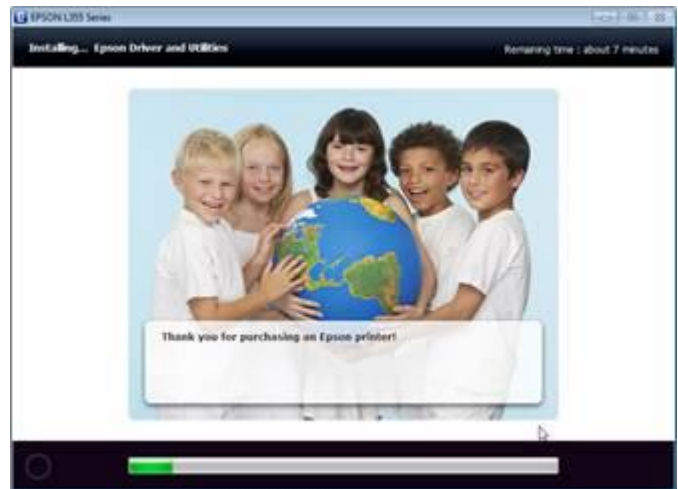 EPSON L355 Series
Installing... Epson Driver and Utilities
Remaining time : about 7 minutes
Thank you for purchasing an Epson printer!